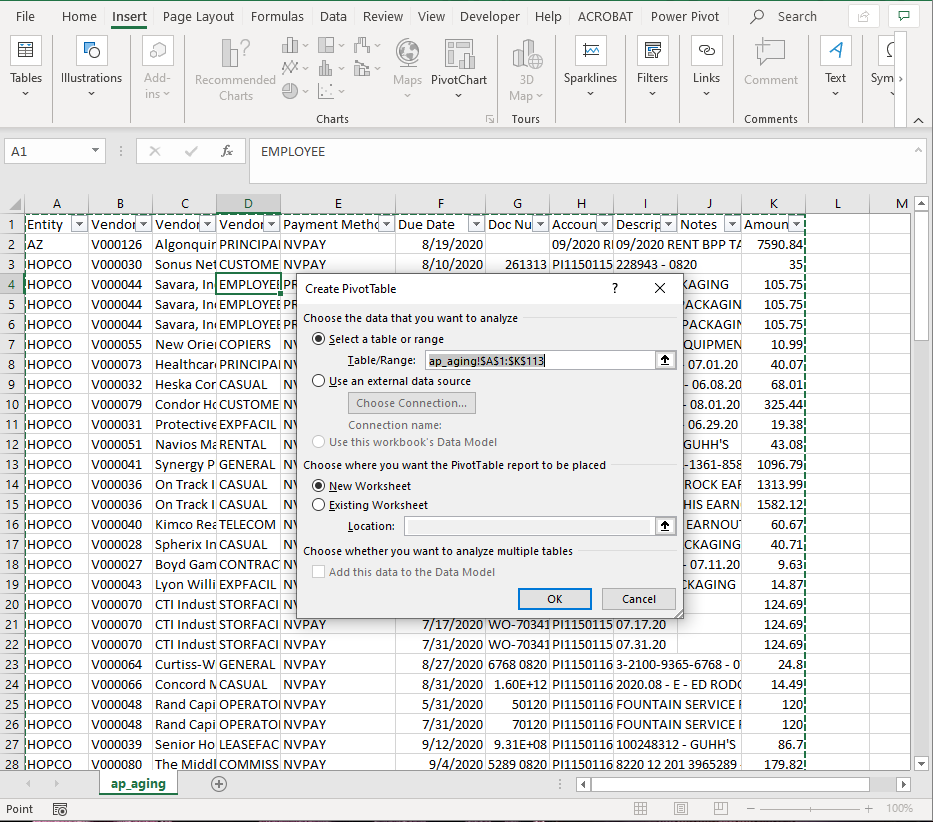 File Home Insert Page Layout Formulas Data Review View Developer Help ACROBAT Power Pivot Search
Tables Illustrations Add-ins Recommended Charts Maps PivotChart 3D Map Sparklines Filters Links Comment Text Sym
Charts Tours Comments
A1 fx EMPLOYEE
A B C D E F G H I J K L M
1 Entity Vendor Vendor Vendor Payment Metho Due Date Doc Nu Accoun Descrip Notes Amoun
2 AZ V000126 Algonquin PRINCIPAL NVPAY 8/19/2020 09/2020 RE 09/2020 RENT BPP TA 7590.84
3 HOPCO V000030 Sonus Net CUSTOME NVPAY 8/10/2020 261313 PI1150115 228943 - 0820 35
4 HOPCO V000044 Savara, In EMPLOYEE PR KAGING 105.75
5 HOPCO V000044 Savara, In EMPLOYEE PR PACKAGIN 105.75
6 HOPCO V000044 Savara, In EMPLOYEE PR PACKAGIN 105.75
7 HOPCO V000055 New Orie COPIERS N QUIPMEN 10.99
8 HOPCO V000073 Healthcar PRINCIPAL N - 07.01.20 40.07
9 HOPCO V000032 Heska Cor CASUAL N - 06.08.20 68.01
10 HOPCO V000079 Condor Ho CUSTOME N - 08.01.20 325.44
11 HOPCO V000031 Protective EXPFACIL N - 06.29.20 19.38
12 HOPCO V000051 Navios Ma RENTAL N GUHH'S 43.08
13 HOPCO V000041 Synergy P GENERAL N -1361-858 1096.79
14 HOPCO V000036 On Track I CASUAL N ROCK EAR 1313.99
15 HOPCO V000036 On Track I CASUAL N HIS EARN 1582.12
16 HOPCO V000040 Kimco Rea TELECOM N EARNOUT 60.67
17 HOPCO V000028 Spherix In CASUAL N CKAGING 40.71
18 HOPCO V000027 Boyd Gam CONTRAC N - 07.11.20 9.63
19 HOPCO V000043 Lyon Willi EXPFACIL N CKAGING 14.87
20 HOPCO V000070 CTI Indust STORFACI N 124.69
21 HOPCO V000070 CTI Indust STORFACI NVPAY 7/17/2020 WO-70341 PI1150115 07.17.20 124.69
22 HOPCO V000070 CTI Indust STORFACI NVPAY 7/31/2020 WO-70341 PI1150116 07.31.20 124.69
23 HOPCO V000064 Curtiss-W GENERAL NVPAY 8/27/2020 6768 0820 PI1150116 3-2100-9365-6768 - 0 24.8
24 HOPCO V000066 Concord M CASUAL NVPAY 8/31/2020 1.60E+12 PI1150116 2020.08 - E - ED RODG 14.49
25 HOPCO V000048 Rand Capi OPERATO NVPAY 5/31/2020 50120 PI1150116 FOUNTAIN SERVICE F 120
26 HOPCO V000048 Rand Capi OPERATO NVPAY 7/31/2020 70120 PI1150116 FOUNTAIN SERVICE F 120
27 HOPCO V000039 Senior Ho LEASEFAC NVPAY 9/12/2020 9.31E+08 PI1150116 100248312 - GUHH'S 86.7
28 HOPCO V000080 The Middl COMMISS NVPAY 9/4/2020 5289 0820 PI1150116 8220 12 201 3965289 179.82
Create PivotTable ?
Choose the data that you want to analyze
Select a table or range
Table/Range: ap_aging!$A$1:$K$113
Use an external data source
Choose Connection...
Connection name:
Use this workbook's Data Model
Choose where you want the PivotTable report to be placed
New Worksheet
Existing Worksheet
Location:
Choose whether you want to analyze multiple tables
Add this data to the Data Model
OK Cancel
ap_aging
Point 100%